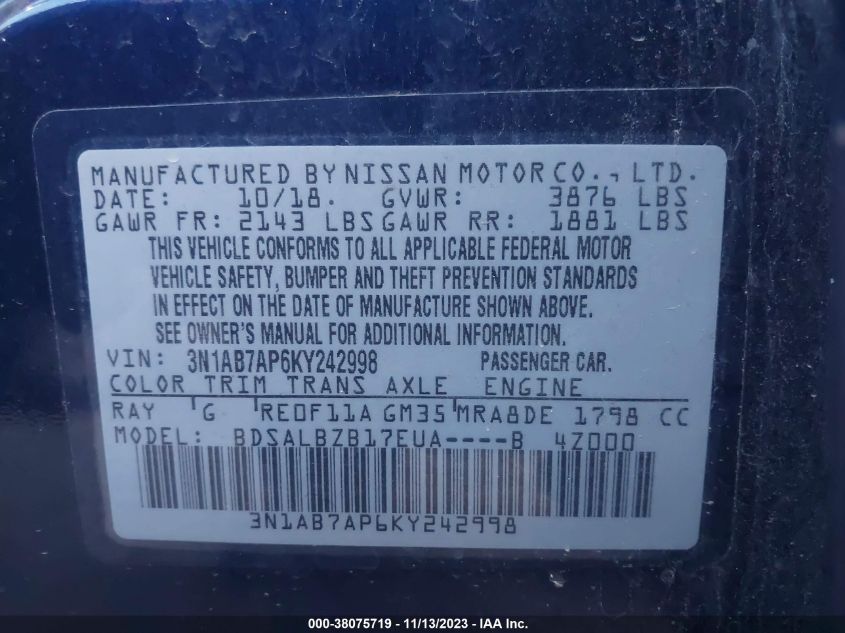 MANUFACTURED BY NISSAN MOTOR CO., LTD.
DATE: 10/18. GVWR: 3876 LBS
GAWR FR: 2143 LBS GAWR RR: 1881 LBS
THIS VEHICLE CONFORMS TO ALL APPLICABLE FEDERAL MOTOR
VEHICLE SAFETY, BUMPER AND THEFT PREVENTION STANDARDS
IN EFFECT ON THE DATE OF MANUFACTURE SHOWN ABOVE.
SEE OWNER'S MANUAL FOR ADDITIONAL INFORMATION.
VIN: 3N1AB7AP6KY242998 PASSENGER CAR.
COLOR TRIM TRANS AXLE ENGINE
RAY G RE0F11A GM35 MRA8DE 1798 CC
MODEL: BDSALBZB17EUA----B 4Z000
3N1AB7AP6KY242998
000-38075719 - 11/13/2023 - IAA Inc.